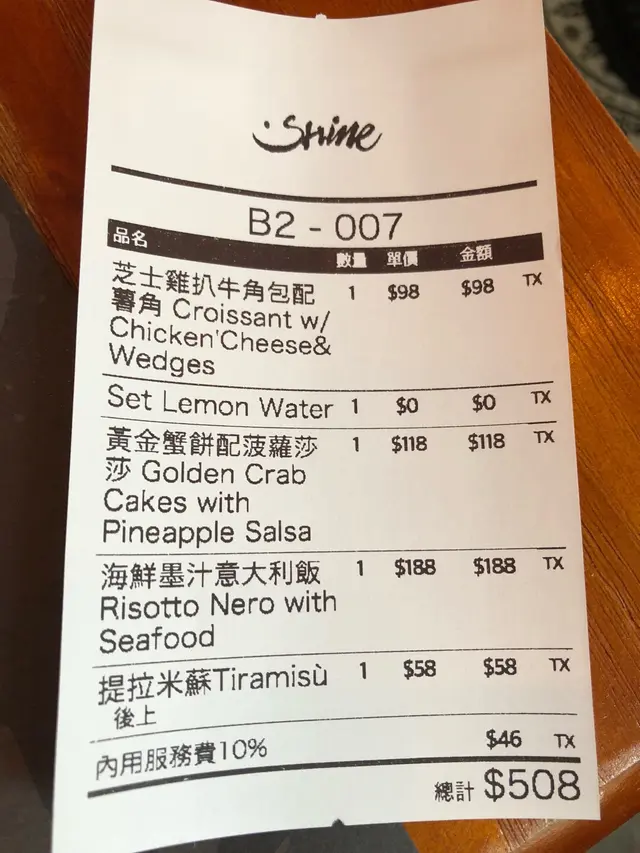 Shine
B2 - 007
品名 數量 單價 金額
芝士雞扒牛角包配 1 $98 $98 TX
薯角 Croissant w/
Chicken'Cheese&
Wedges
Set Lemon Water 1 $0 $0 TX
黃金蟹餅配菠蘿莎 1 $118 $118 TX
莎 Golden Crab
Cakes with
Pineapple Salsa
海鮮墨汁意大利飯 1 $188 $188 TX
Risotto Nero with
Seafood
提拉米蘇Tiramisù 1 $58 $58 TX
後上
內用服務費10% $46 TX
總計 $508